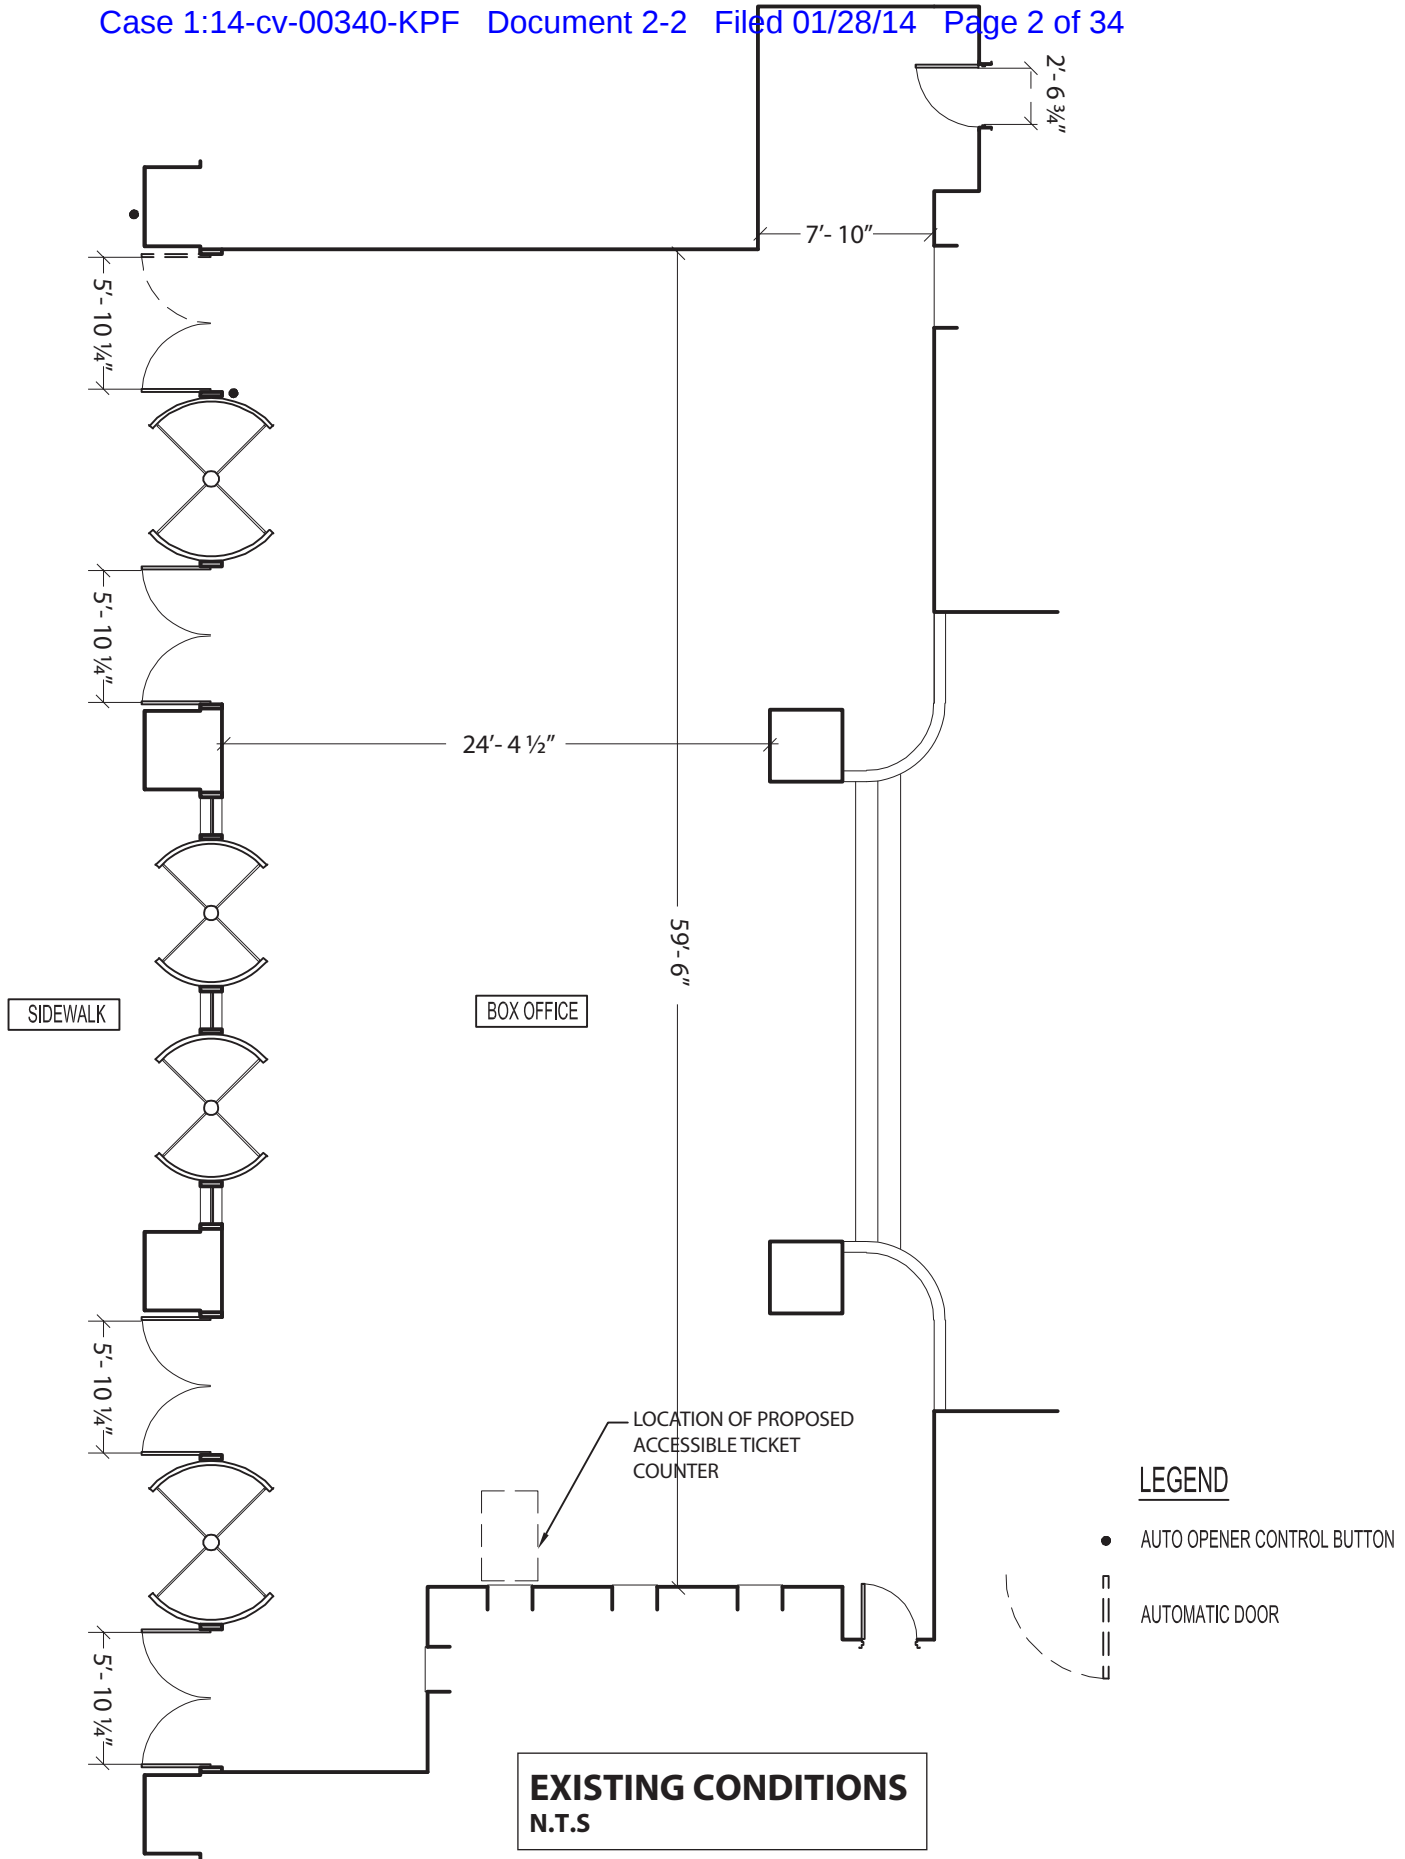 Case 1:14-cv-00340-KPF Document 2-2 Filed 01/28/14 Page 2 of 34
2'- 6 ¾"
7'- 10"
5'- 10 ¼"
5'- 10 ¼"
24'- 4 ½"
59'- 6"
SIDEWALK
BOX OFFICE
5'- 10 ¼"
LOCATION OF PROPOSED
ACCESSIBLE TICKET
COUNTER
LEGEND
AUTO OPENER CONTROL BUTTON
AUTOMATIC DOOR
5'- 10 ¼"
EXISTING CONDITIONS
N.T.S